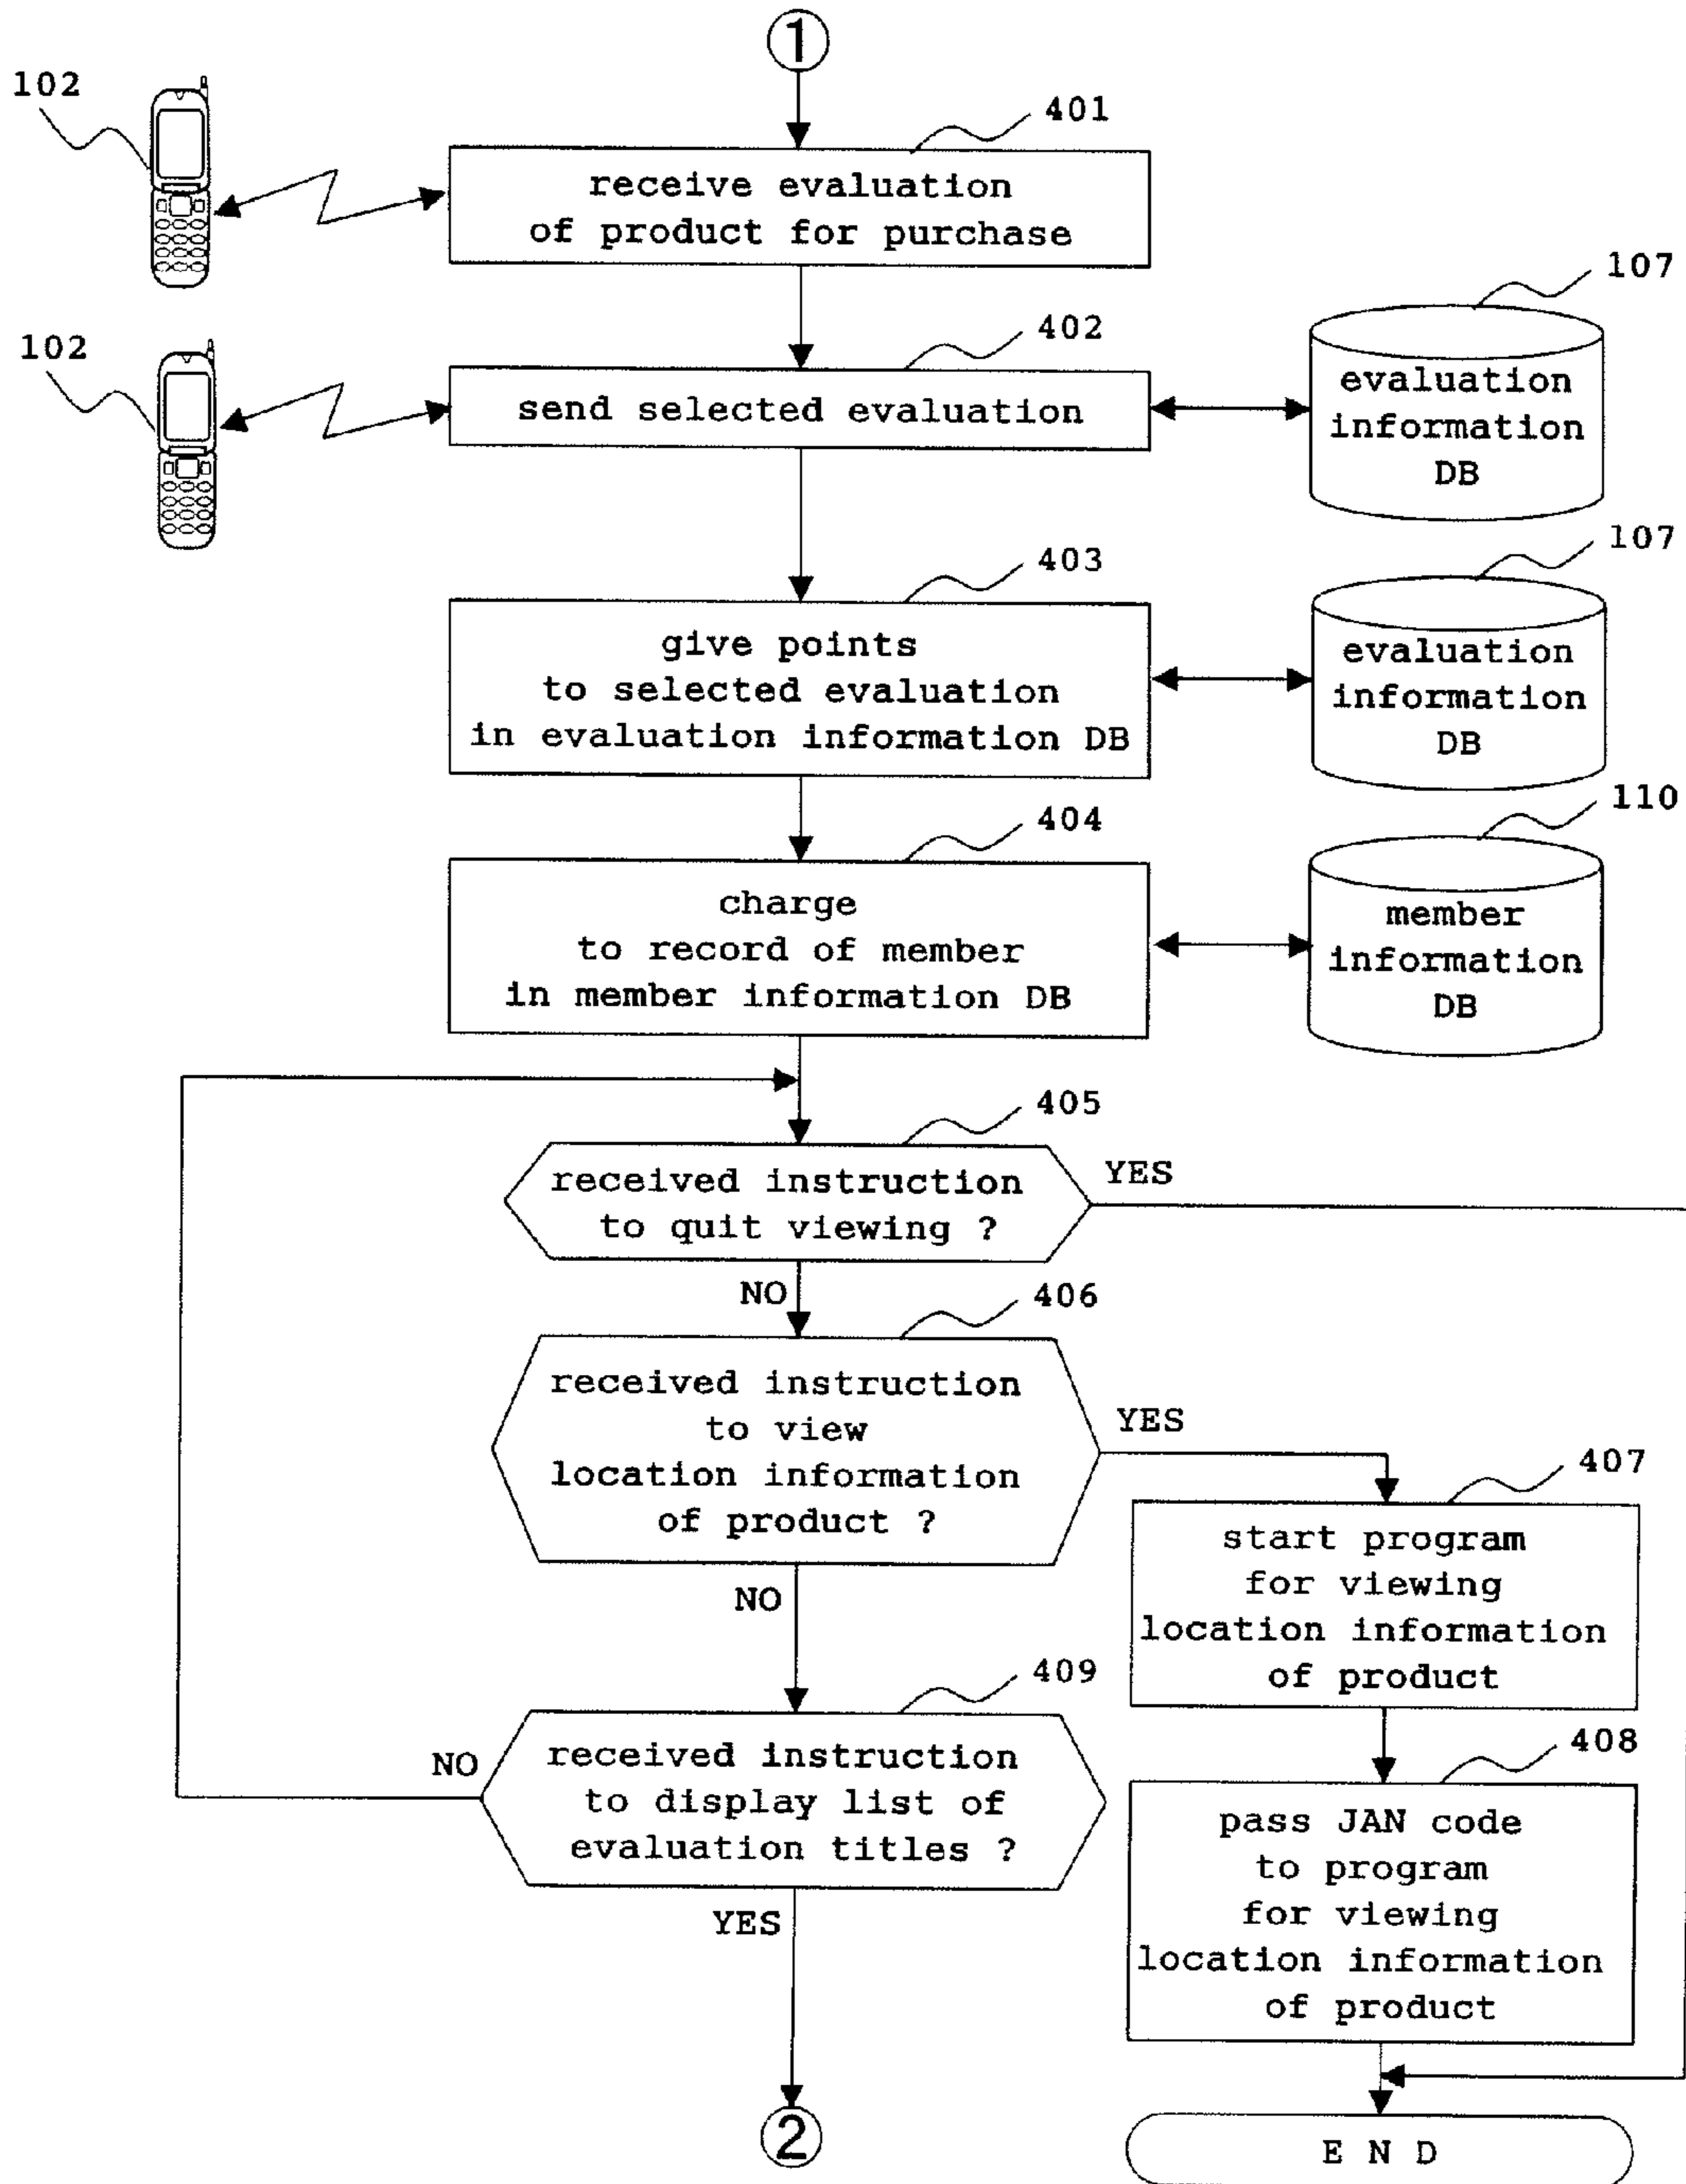 1
102
401
receive evaluation
of product for purchase
107
102
402
send selected evaluation
evaluation
information
DB
107
403
give points
to selected evaluation
in evaluation information DB
evaluation
information
DB
110
404
charge
to record of member
in member information DB
member
information
DB
405
received instruction
to quit viewing ?
YES
NO
406
received instruction
to view
location information
of product ?
YES
NO
407
start program
for viewing
location information
of product
409
received instruction
to display list of
evaluation titles ?
NO
YES
408
pass JAN code
to program
for viewing
location information
of product
2
E N D